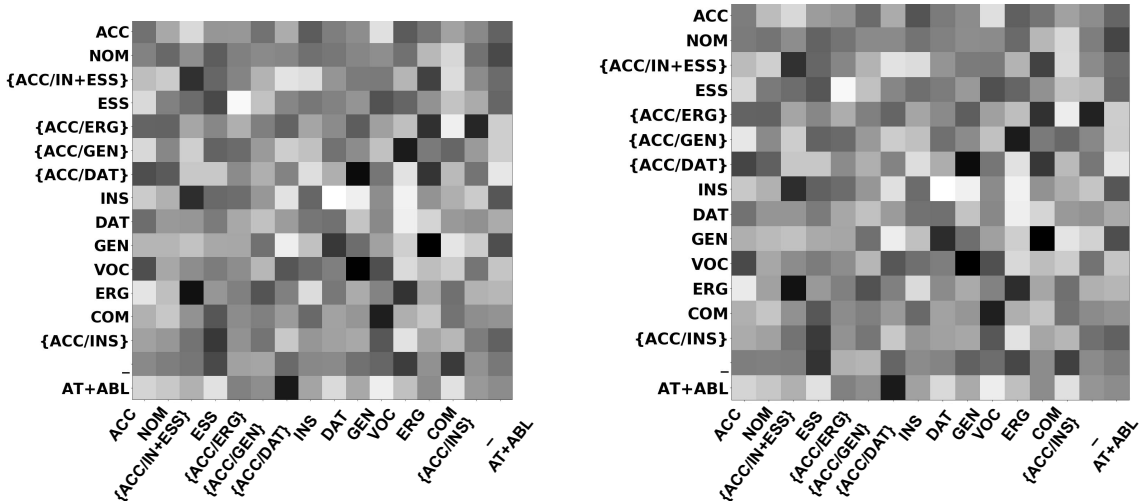 ACC
NOM
{ACC/IN+ESS}
ESS
{ACC/ERG}
{ACC/GEN}
{ACC/DAT}
INS
DAT
GEN
VOC
ERG
COM
{ACC/INS}
_
AT+ABL
ACC
NOM
{ACC/IN+ESS}
ESS
{ACC/ERG}
{ACC/GEN}
{ACC/DAT}
INS
DAT
GEN
VOC
ERG
COM
{ACC/INS}
_
AT+ABL
ACC
NOM
{ACC/IN+ESS}
ESS
{ACC/ERG}
{ACC/GEN}
{ACC/DAT}
INS
DAT
GEN
VOC
ERG
COM
{ACC/INS}
_
AT+ABL
ACC
NOM
{ACC/IN+ESS}
ESS
{ACC/ERG}
{ACC/GEN}
{ACC/DAT}
INS
DAT
GEN
VOC
ERG
COM
{ACC/INS}
_
AT+ABL